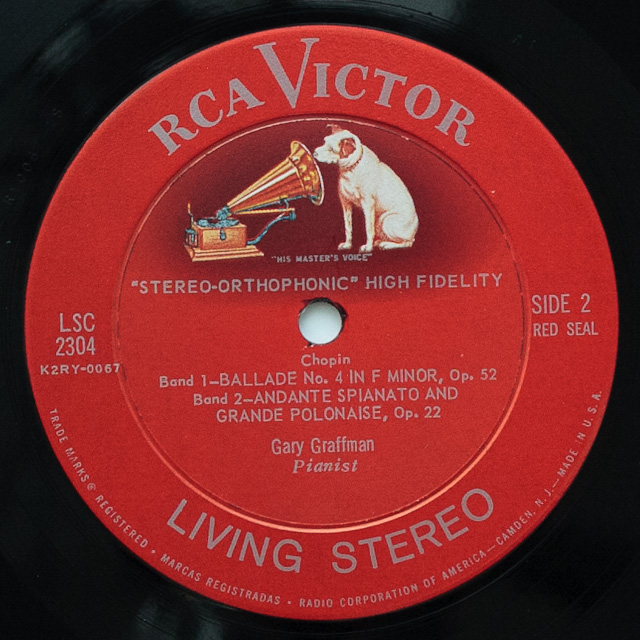 RCA VICTOR
"HIS MASTER'S VOICE"
"STEREO-ORTHOPHONIC" HIGH FIDELITY
LSC
2304
K2RY-0067
SIDE 2
RED SEAL
Chopin
Band 1—BALLADE No. 4 IN F MINOR, Op. 52
Band 2—ANDANTE SPIANATO AND
GRANDE POLONAISE, Op. 22
Gary Graffman
Pianist
LIVING STEREO
TRADE MARKS® REGISTERED • MARCAS REGISTRADAS • RADIO CORPORATION OF AMERICA—CAMDEN, N.J.—MADE IN U.S.A.